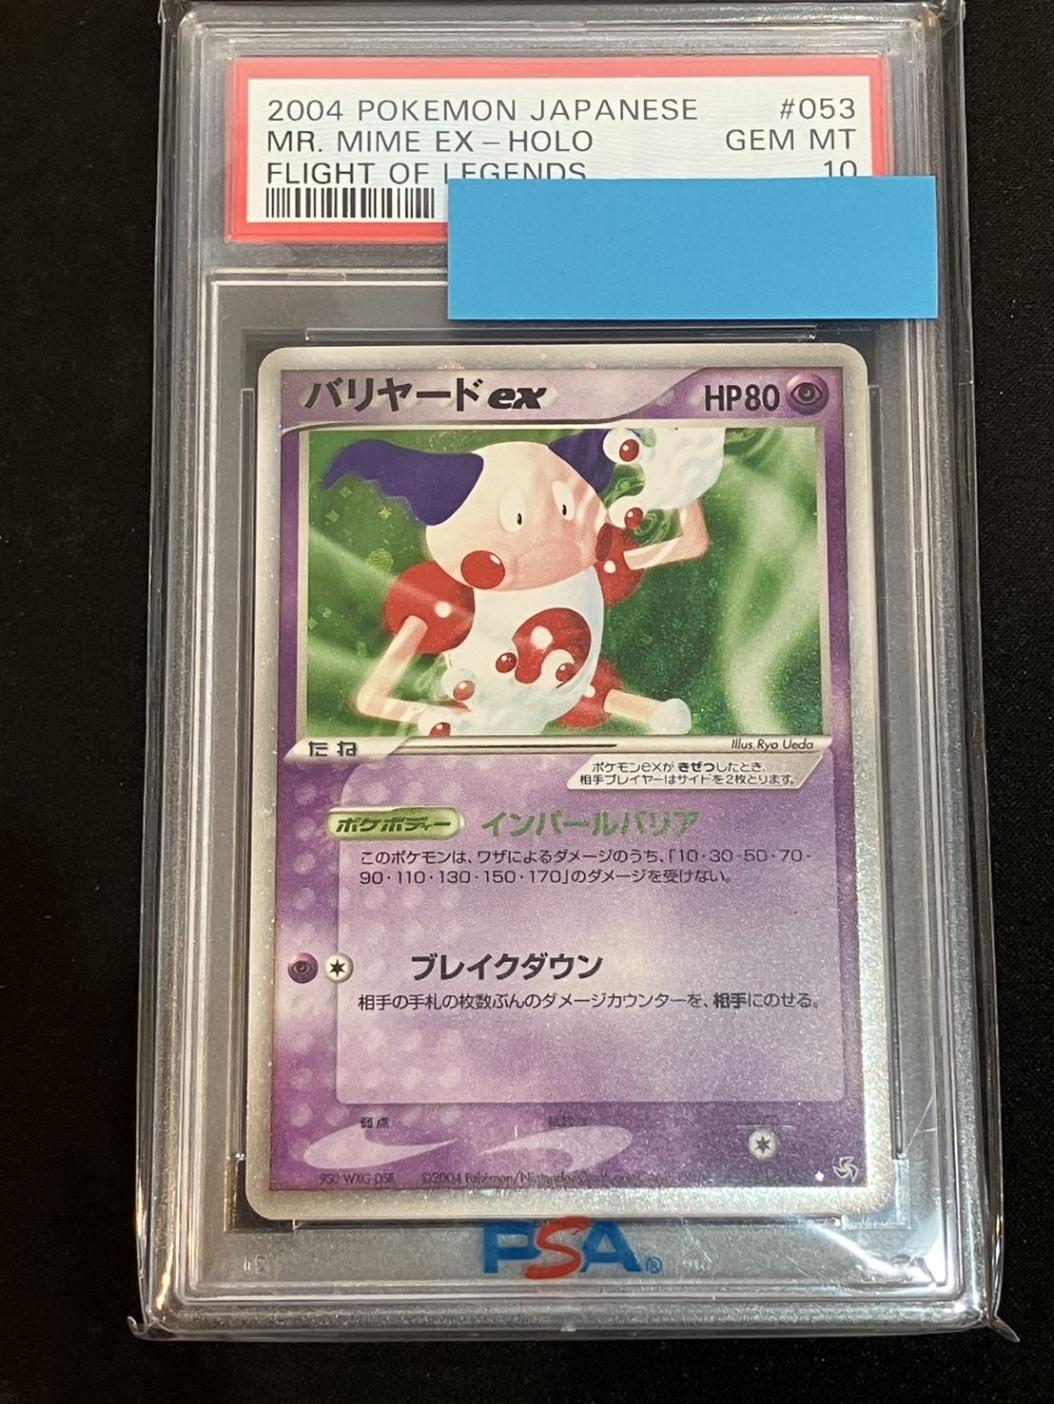 2004 POKEMON JAPANESE #053
MR. MIME EX-HOLO GEM MT
FLIGHT OF LEGENDS 10
バリヤードex HP80
たね
Illus. Ryo Ueda
ポケモンexが きぜつしたとき、
相手プレイヤーはサイドを2枚とります。
ポケボディー インパールバリア
このポケモンは、ワザによるダメージのうち、「10・30・50・70・
90・110・130・150・170」のダメージを受けない。
ブレイクダウン
相手の手札の枚数ぶんのダメージカウンターを、相手にのせる。
弱点
950 WXG-D5R ©2004 Pokémon/Nintendo
PSA®